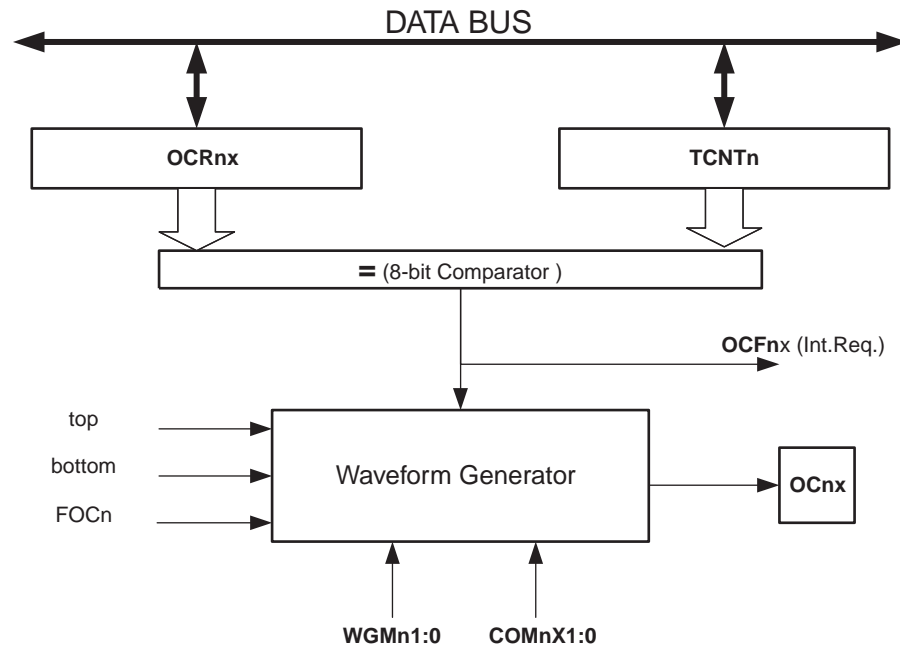 DATA BUS
OCRnx
TCNTn
= (8-bit Comparator )
OCFnx (Int.Req.)
top
bottom
FOCn
Waveform Generator
OCnx
WGMn1:0
COMnX1:0